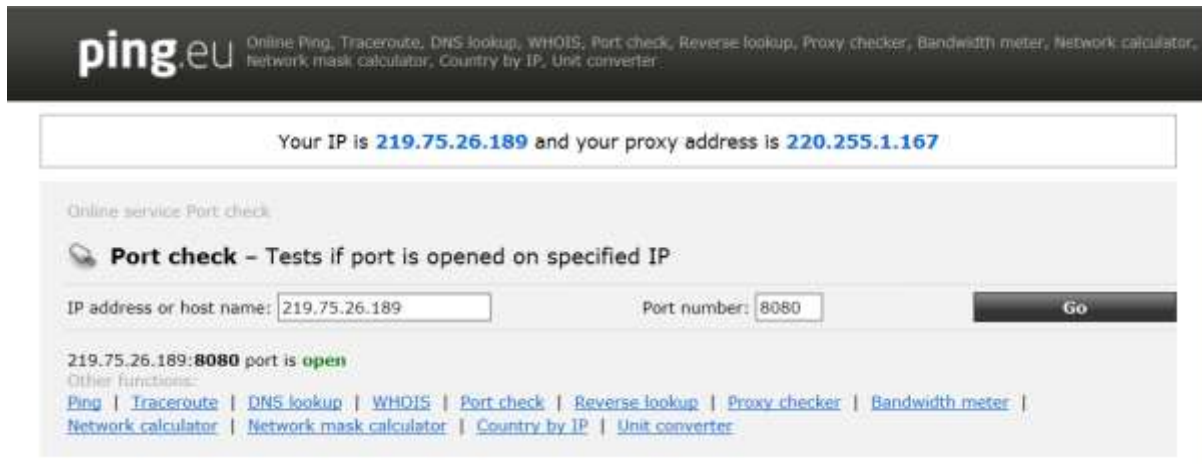 ping.eu Online Ping, Traceroute, DNS lookup, WHOIS, Port check, Reverse lookup, Proxy checker, Bandwidth meter, Network calculator,
Network mask calculator, Country by IP, Unit converter
Your IP is 219.75.26.189 and your proxy address is 220.255.1.167
Online service Port check
Port check – Tests if port is opened on specified IP
IP address or host name: 219.75.26.189 Port number: 8080 Go
219.75.26.189:8080 port is open
Other functions:
Ping | Traceroute | DNS lookup | WHOIS | Port check | Reverse lookup | Proxy checker | Bandwidth meter |
Network calculator | Network mask calculator | Country by IP | Unit converter